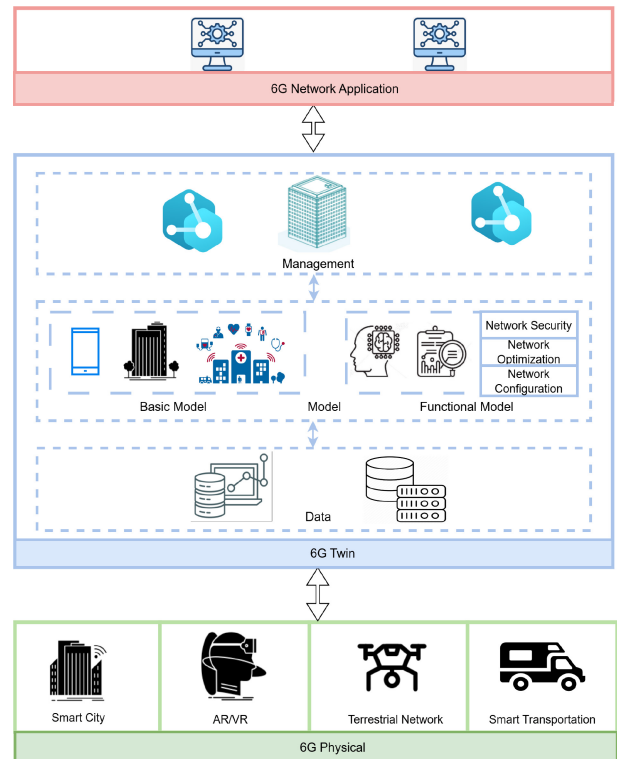 6G Network Application
Management
Network Security
Network
Optimization
Network
Configuration
Basic Model
Model
Functional Model
Data
6G Twin
Smart City
AR/VR
Terrestrial Network
Smart Transportation
6G Physical